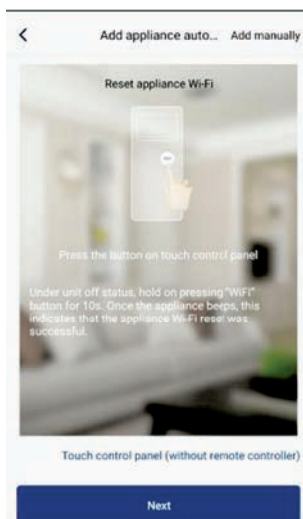 Add appliance auto... Add manually
Reset appliance Wi-Fi
Press the button on touch control panel
Under unit off status, hold on pressing "WiFi"
button for 10s. Once the appliance beeps, this
indicates that the appliance Wi-Fi reset was
successful.
Touch control panel (without remote controller)
Next